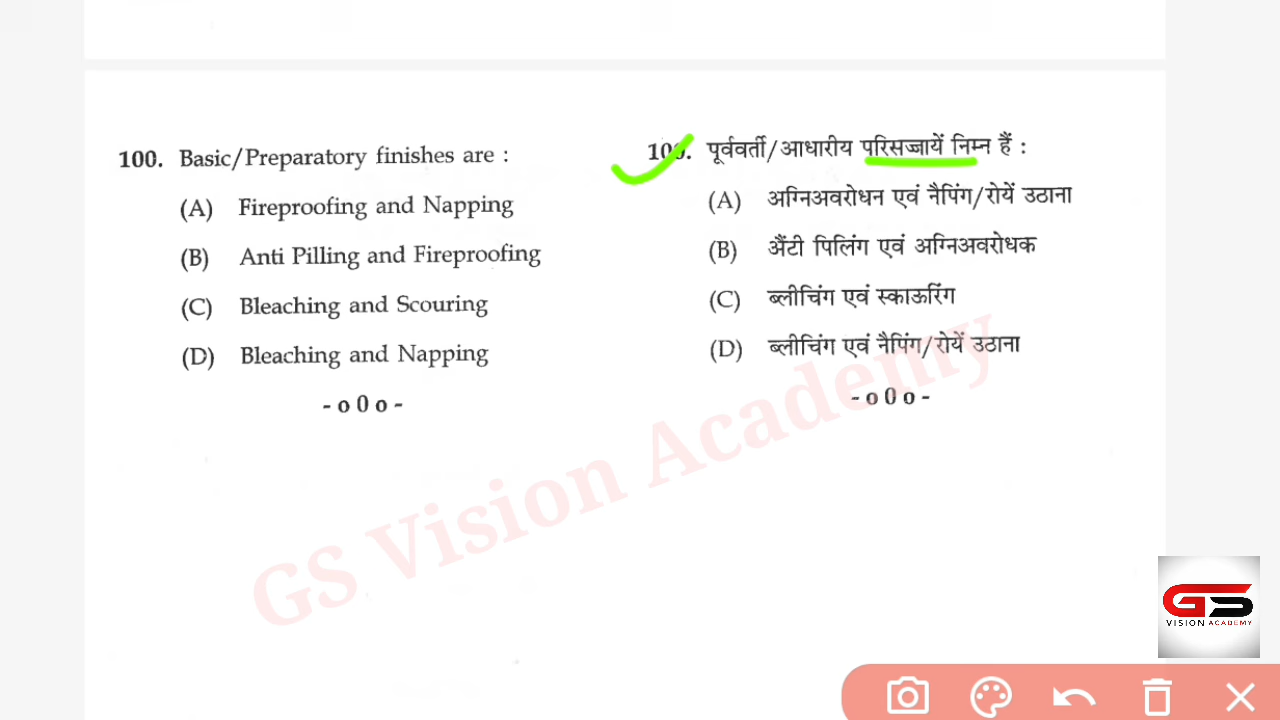 100. Basic/Preparatory finishes are :
(A) Fireproofing and Napping
(B) Anti Pilling and Fireproofing
(C) Bleaching and Scouring
(D) Bleaching and Napping
- o 0 o -
100. पूर्ववर्ती/आधारीय परिसज्जायें निम्न हैं :
(A) अग्निअवरोधन एवं नैपिंग/रोयें उठाना
(B) अैंटी पिलिंग एवं अग्निअवरोधक
(C) ब्लीचिंग एवं स्काऊरिंग
(D) ब्लीचिंग एवं नैपिंग/रोयें उठाना
- o 0 o -
GS Vision Academy
GS
VISION ACADEMY